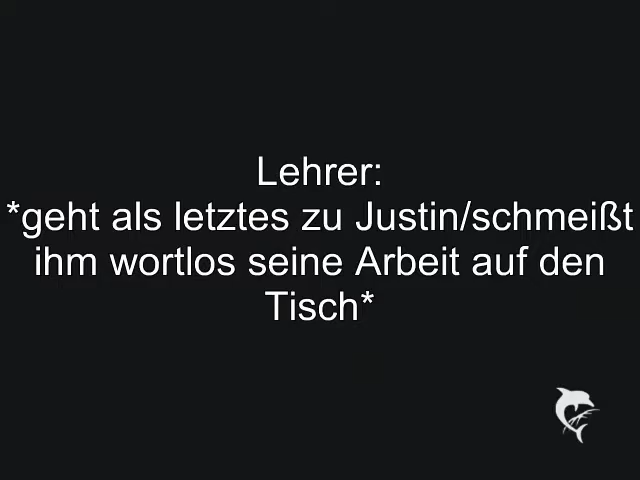 Lehrer:
*geht als letztes zu Justin/schmeißt
ihm wortlos seine Arbeit auf den
Tisch*